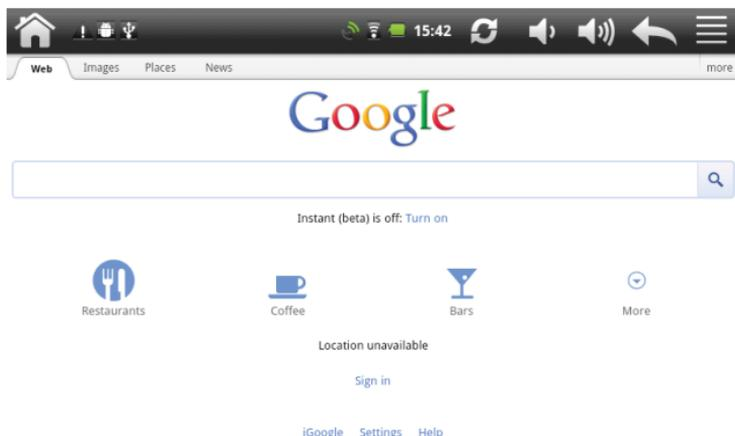 15:42
Web Images Places News more
Google
Instant (beta) is off: Turn on
Restaurants Coffee Bars More
Location unavailable
Sign in
iGoogle Settings Help